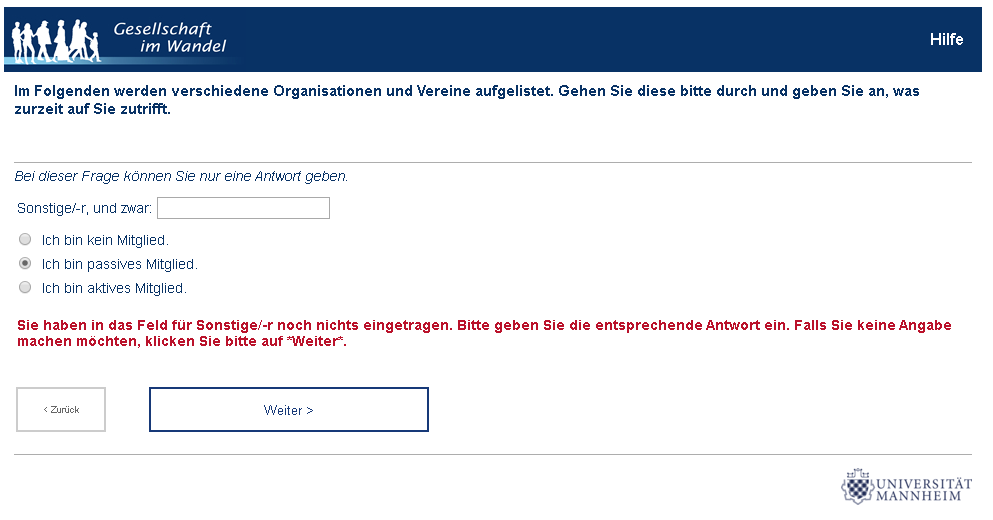 Gesellschaft
im Wandel
Hilfe
Im Folgenden werden verschiedene Organisationen und Vereine aufgelistet. Gehen Sie diese bitte durch und geben Sie an, was
zurzeit auf Sie zutrifft.
Bei dieser Frage können Sie nur eine Antwort geben.
Sonstige/-r, und zwar:
Ich bin kein Mitglied.
Ich bin passives Mitglied.
Ich bin aktives Mitglied.
Sie haben in das Feld für Sonstige/-r noch nichts eingetragen. Bitte geben Sie die entsprechende Antwort ein. Falls Sie keine Angabe
machen möchten, klicken Sie bitte auf "Weiter".
< Zurück
Weiter >
UNIVERSITÄT
MANNHEIM